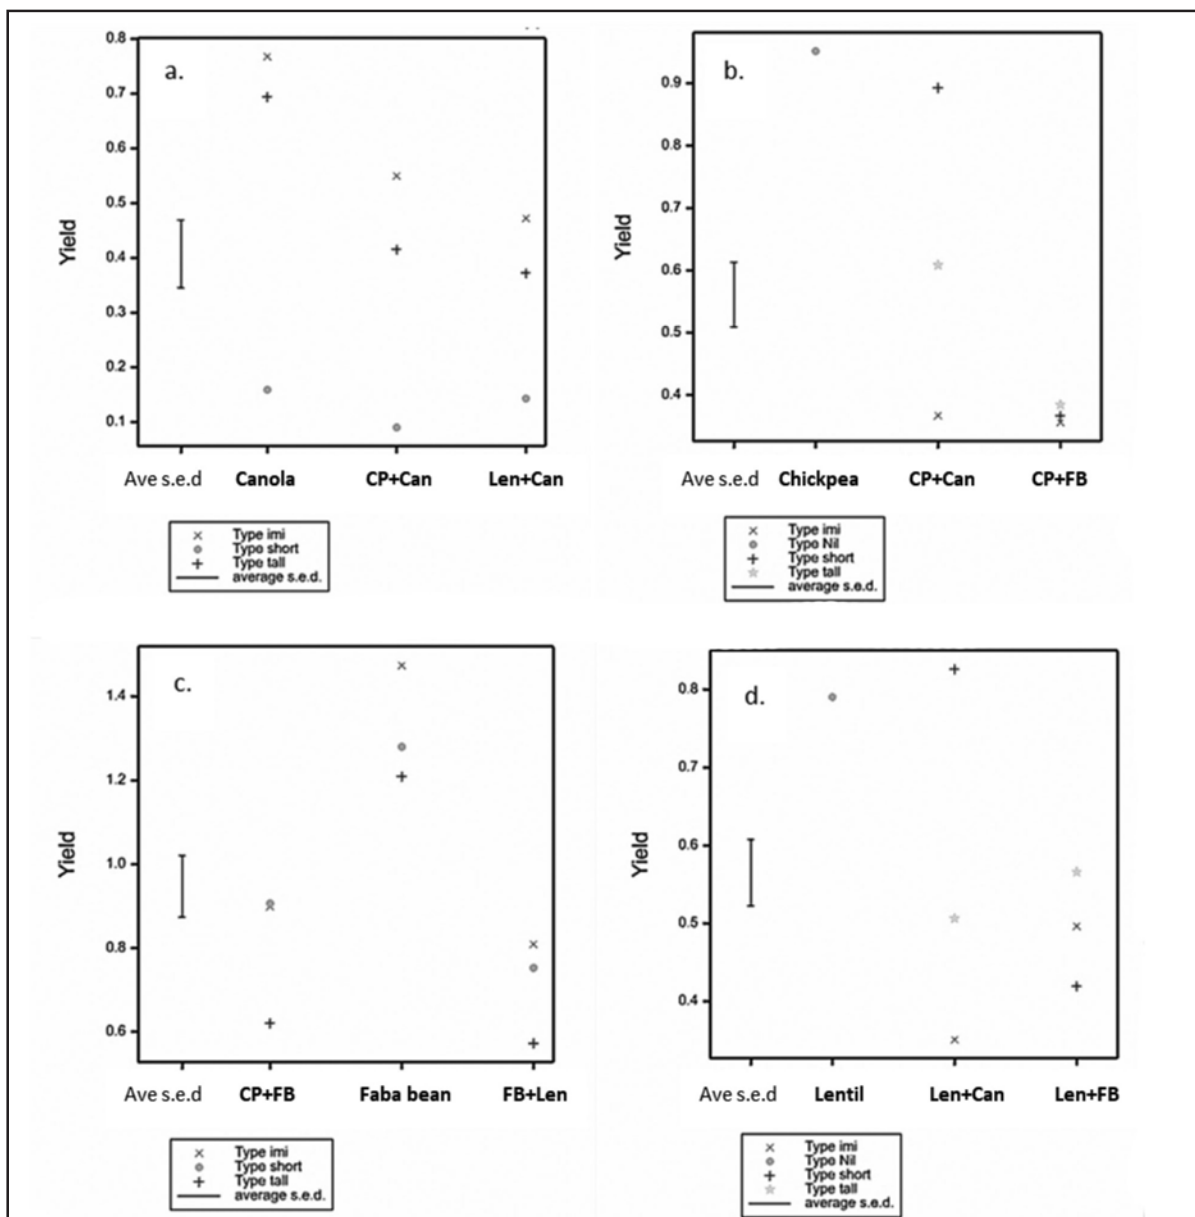 a.
Yield
0.8
0.7
0.6
0.5
0.4
0.3
0.2
0.1
Ave s.e.d Canola CP+Can Len+Can
Type imi
Type short
Type tall
average s.e.d.
b.
Yield
0.9
0.8
0.7
0.6
0.5
0.4
Ave s.e.d Chickpea CP+Can CP+FB
Type imi
Type Nil
Type short
Type tall
average s.e.d.
c.
Yield
1.4
1.2
1.0
0.8
0.6
Ave s.e.d CP+FB Faba bean FB+Len
Type imi
Type short
Type tall
average s.e.d.
d.
Yield
0.8
0.7
0.6
0.5
0.4
Ave s.e.d Lentil Len+Can Len+FB
Type imi
Type Nil
Type short
Type tall
average s.e.d.